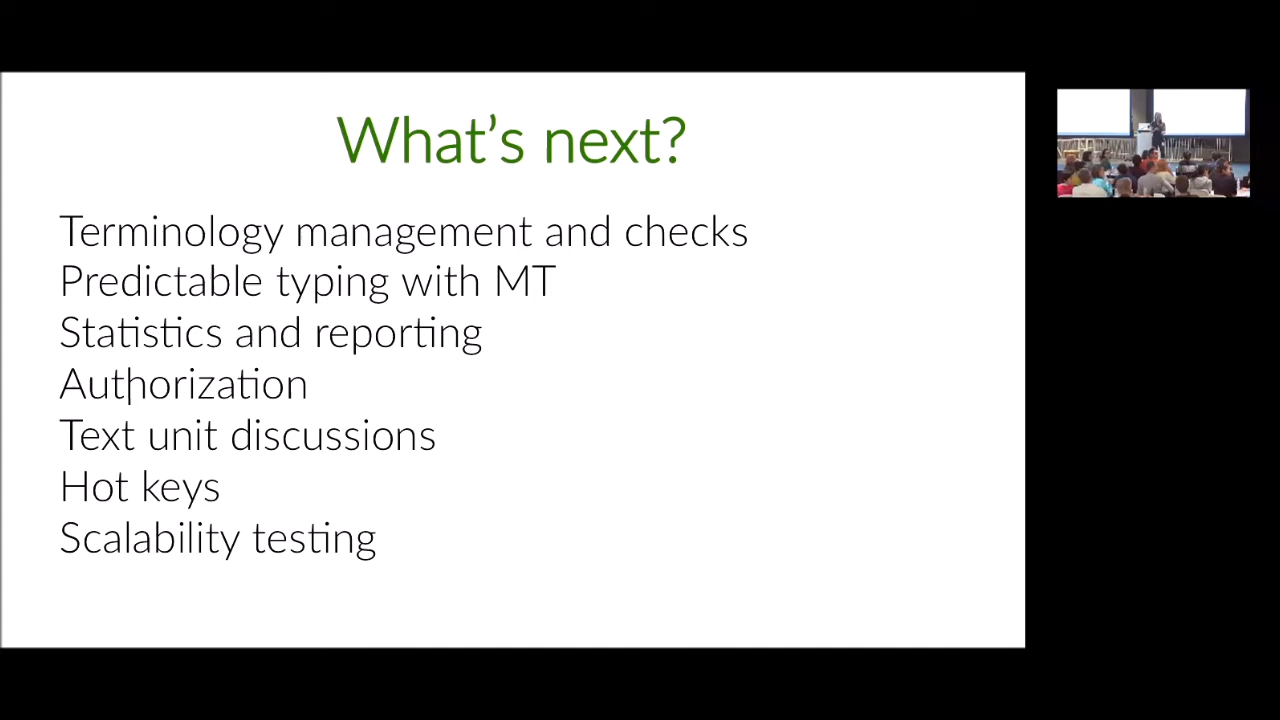 What’s next?
Terminology management and checks
Predictable typing with MT
Statistics and reporting
Authorization
Text unit discussions
Hot keys
Scalability testing